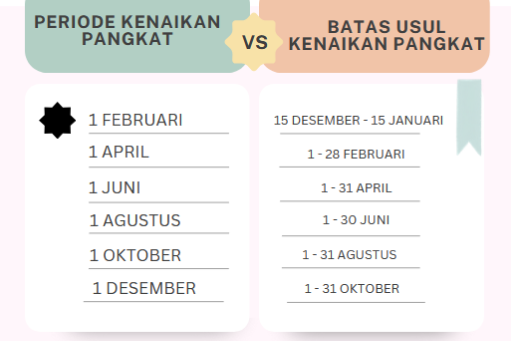 PERIODE KENAIKAN
PANGKAT
VS
BATAS USUL
KENAIKAN PANGKAT
1 FEBRUARI
15 DESEMBER - 15 JANUARI
1 APRIL
1 - 28 FEBRUARI
1 JUNI
1 - 31 APRIL
1 AGUSTUS
1 - 30 JUNI
1 OKTOBER
1 - 31 AGUSTUS
1 DESEMBER
1 - 31 OKTOBER